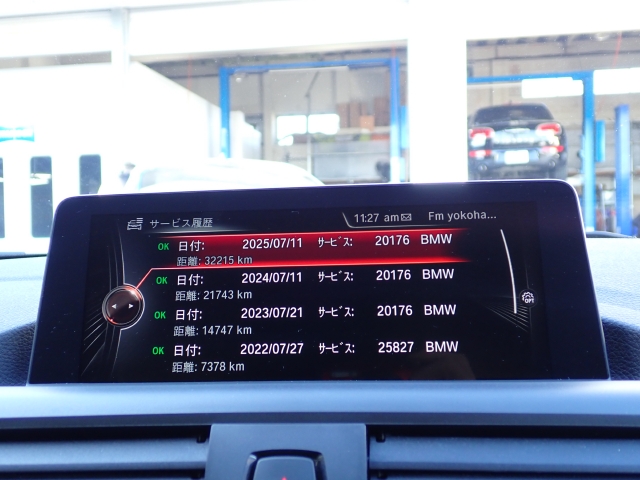 サービス履歴 11:27 am Fm yokoha...
OK 日付: 2025/07/11 ｻｰﾋﾞｽ: 20176 BMW
距離: 32215 km
OK 日付: 2024/07/11 ｻｰﾋﾞｽ: 20176 BMW
距離: 21743 km
OK 日付: 2023/07/21 ｻｰﾋﾞｽ: 20176 BMW
距離: 14747 km
OK 日付: 2022/07/27 ｻｰﾋﾞｽ: 25827 BMW
距離: 7378 km
OFF